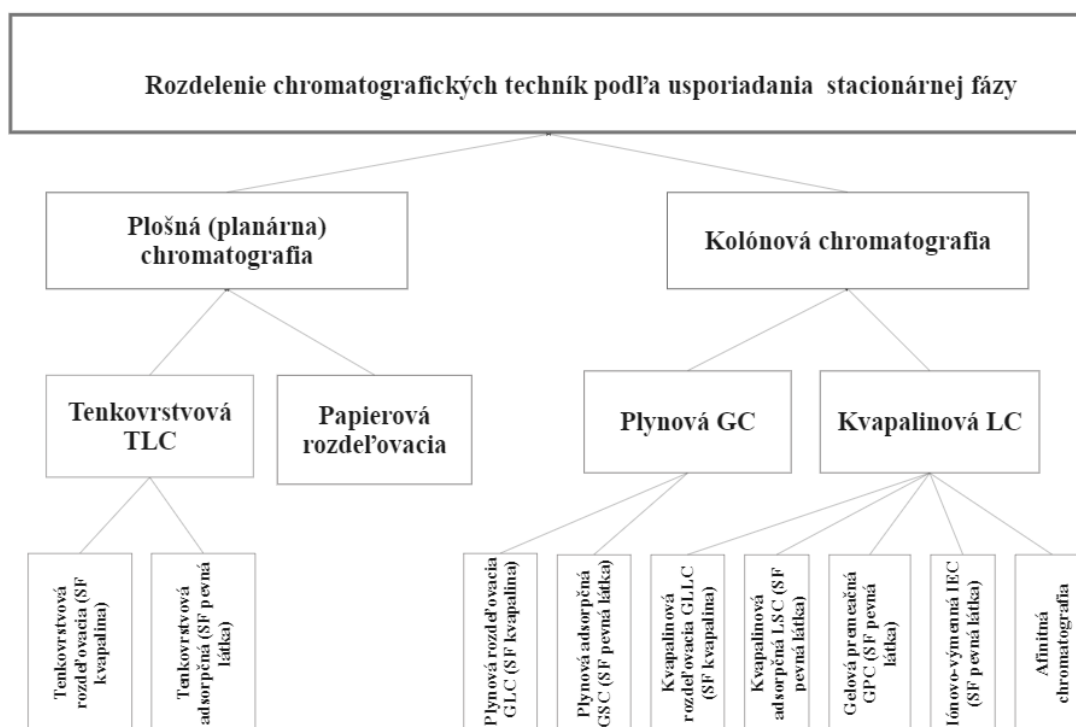 Rozdelenie chromatografických techník podľa usporiadania stacionárnej fázy
Plošná (planárna)
chromatografia
Kolónová chromatografia
Tenkovrstvová
TLC
Papierová
rozdeľovacia
Plynová GC
Kvapalinová LC
Tenkovrstvová
rozdeľovacia (SF
kvapalina)
Tenkovrstvová
adsorpčná (SF pevná
látka)
Plynová rozdeľovacia
GLC (SF kvapalina)
Plynová adsorpčná
GSC (SF pevná látka)
Kvapalinová
rozdeľovacia GLLC
(SF kvapalina)
Kvapalinová
adsorpčná LSC (SF
pevná látka)
Gelová premeačná
GPC (SF pevná
látka)
Iónovo-výmenná IEC
(SF pevná látka)
Afinitná
chromatografia